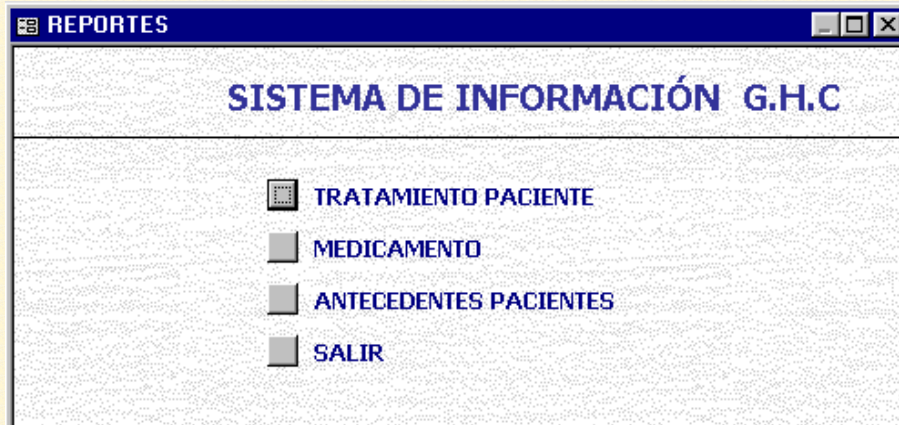 REPORTES
SISTEMA DE INFORMACIÓN G.H.C
TRATAMIENTO PACIENTE
MEDICAMENTO
ANTECEDENTES PACIENTES
SALIR